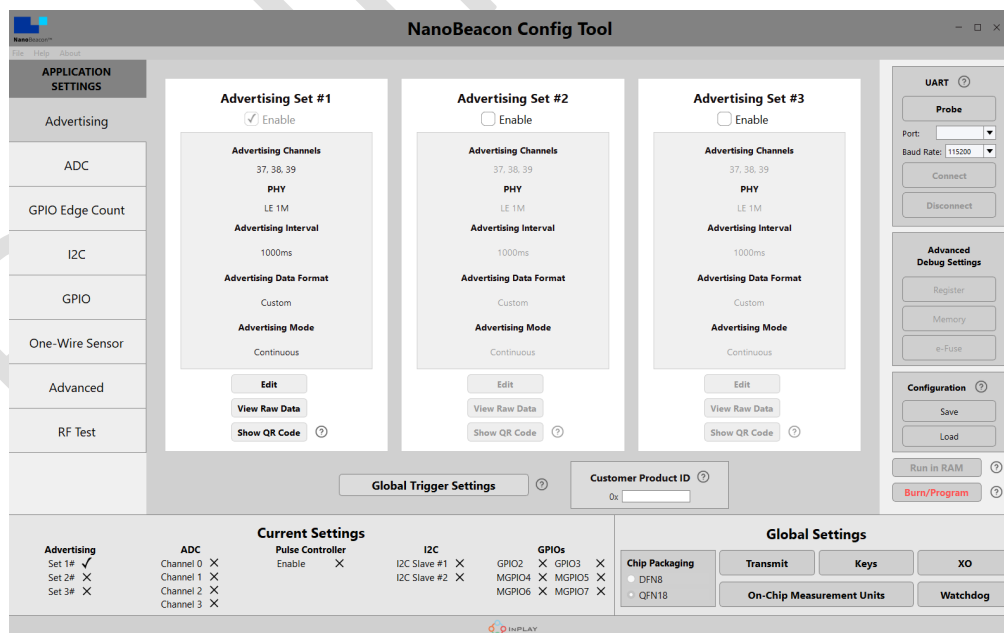 NanoBeacon™
NanoBeacon Config Tool
File Help About
APPLICATION
SETTINGS
Advertising
ADC
GPIO Edge Count
I2C
GPIO
One-Wire Sensor
Advanced
RF Test
Advertising Set #1
Enable
Advertising Channels
37, 38, 39
PHY
LE 1M
Advertising Interval
1000ms
Advertising Data Format
Custom
Advertising Mode
Continuous
Edit
View Raw Data
Show QR Code ?
Advertising Set #2
Enable
Advertising Channels
37, 38, 39
PHY
LE 1M
Advertising Interval
1000ms
Advertising Data Format
Custom
Advertising Mode
Continuous
Edit
View Raw Data
Show QR Code ?
Advertising Set #3
Enable
Advertising Channels
37, 38, 39
PHY
LE 1M
Advertising Interval
1000ms
Advertising Data Format
Custom
Advertising Mode
Continuous
Edit
View Raw Data
Show QR Code ?
Global Trigger Settings ?
Customer Product ID ?
0x
UART ?
Probe
Port:
Baud Rate: 115200
Connect
Disconnect
Advanced
Debug Settings
Register
Memory
e-Fuse
Configuration ?
Save
Load
Run in RAM ?
Burn/Program ?
Current Settings
Advertising
Set 1#
Set 2#
Set 3#
ADC
Channel 0
Channel 1
Channel 2
Channel 3
Pulse Controller
Enable
I2C
I2C Slave #1
I2C Slave #2
GPIOs
GPIO2 GPIO3
MGPIO4 MGPIO5
MGPIO6 MGPIO7
Global Settings
Chip Packaging
DFN8
QFN18
Transmit
Keys
XO
On-Chip Measurement Units
Watchdog
INPLAY